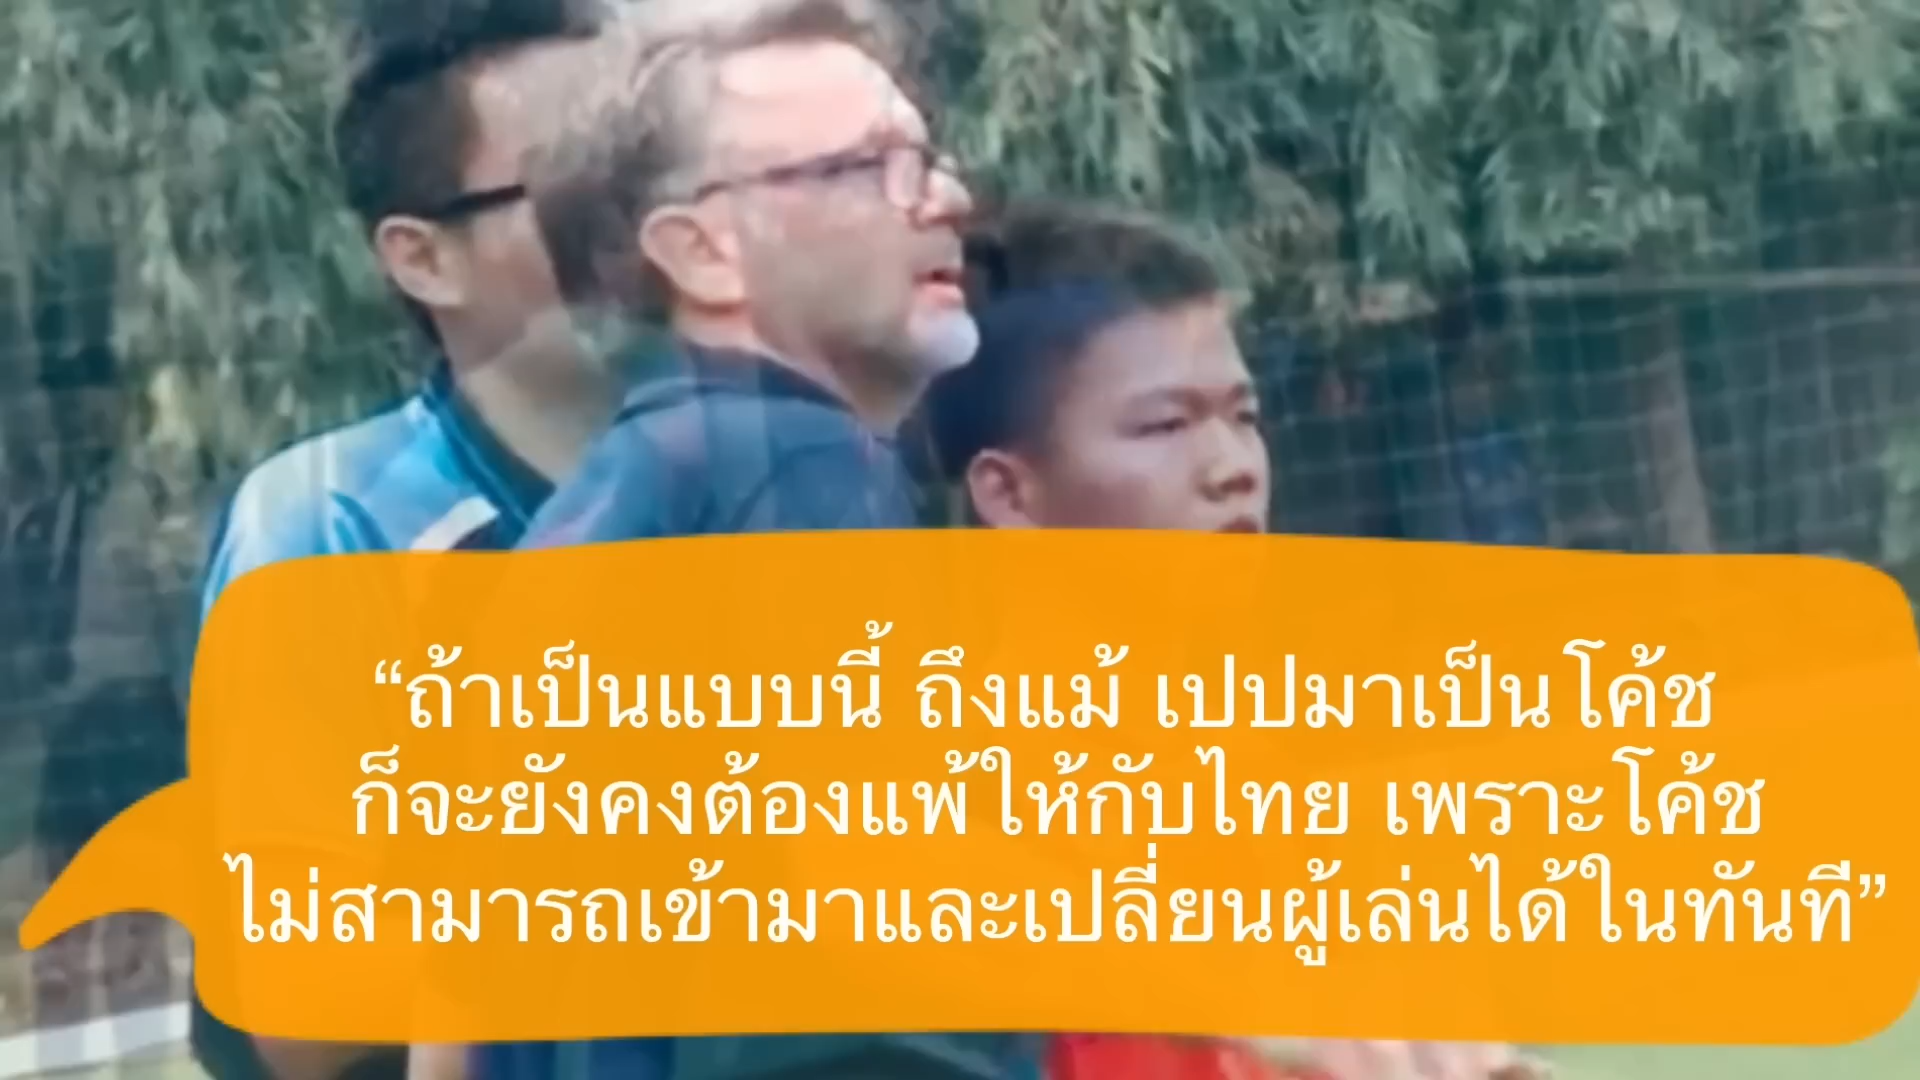 “ถ้าเป็นแบบนี้ ถึงแม้ เปปมาเป็นโค้ช
ก็จะยังคงต้องแพ้ให้กับไทย เพราะโค้ช
ไม่สามารถเข้ามาและเปลี่ยนผู้เล่นได้ในทันที”